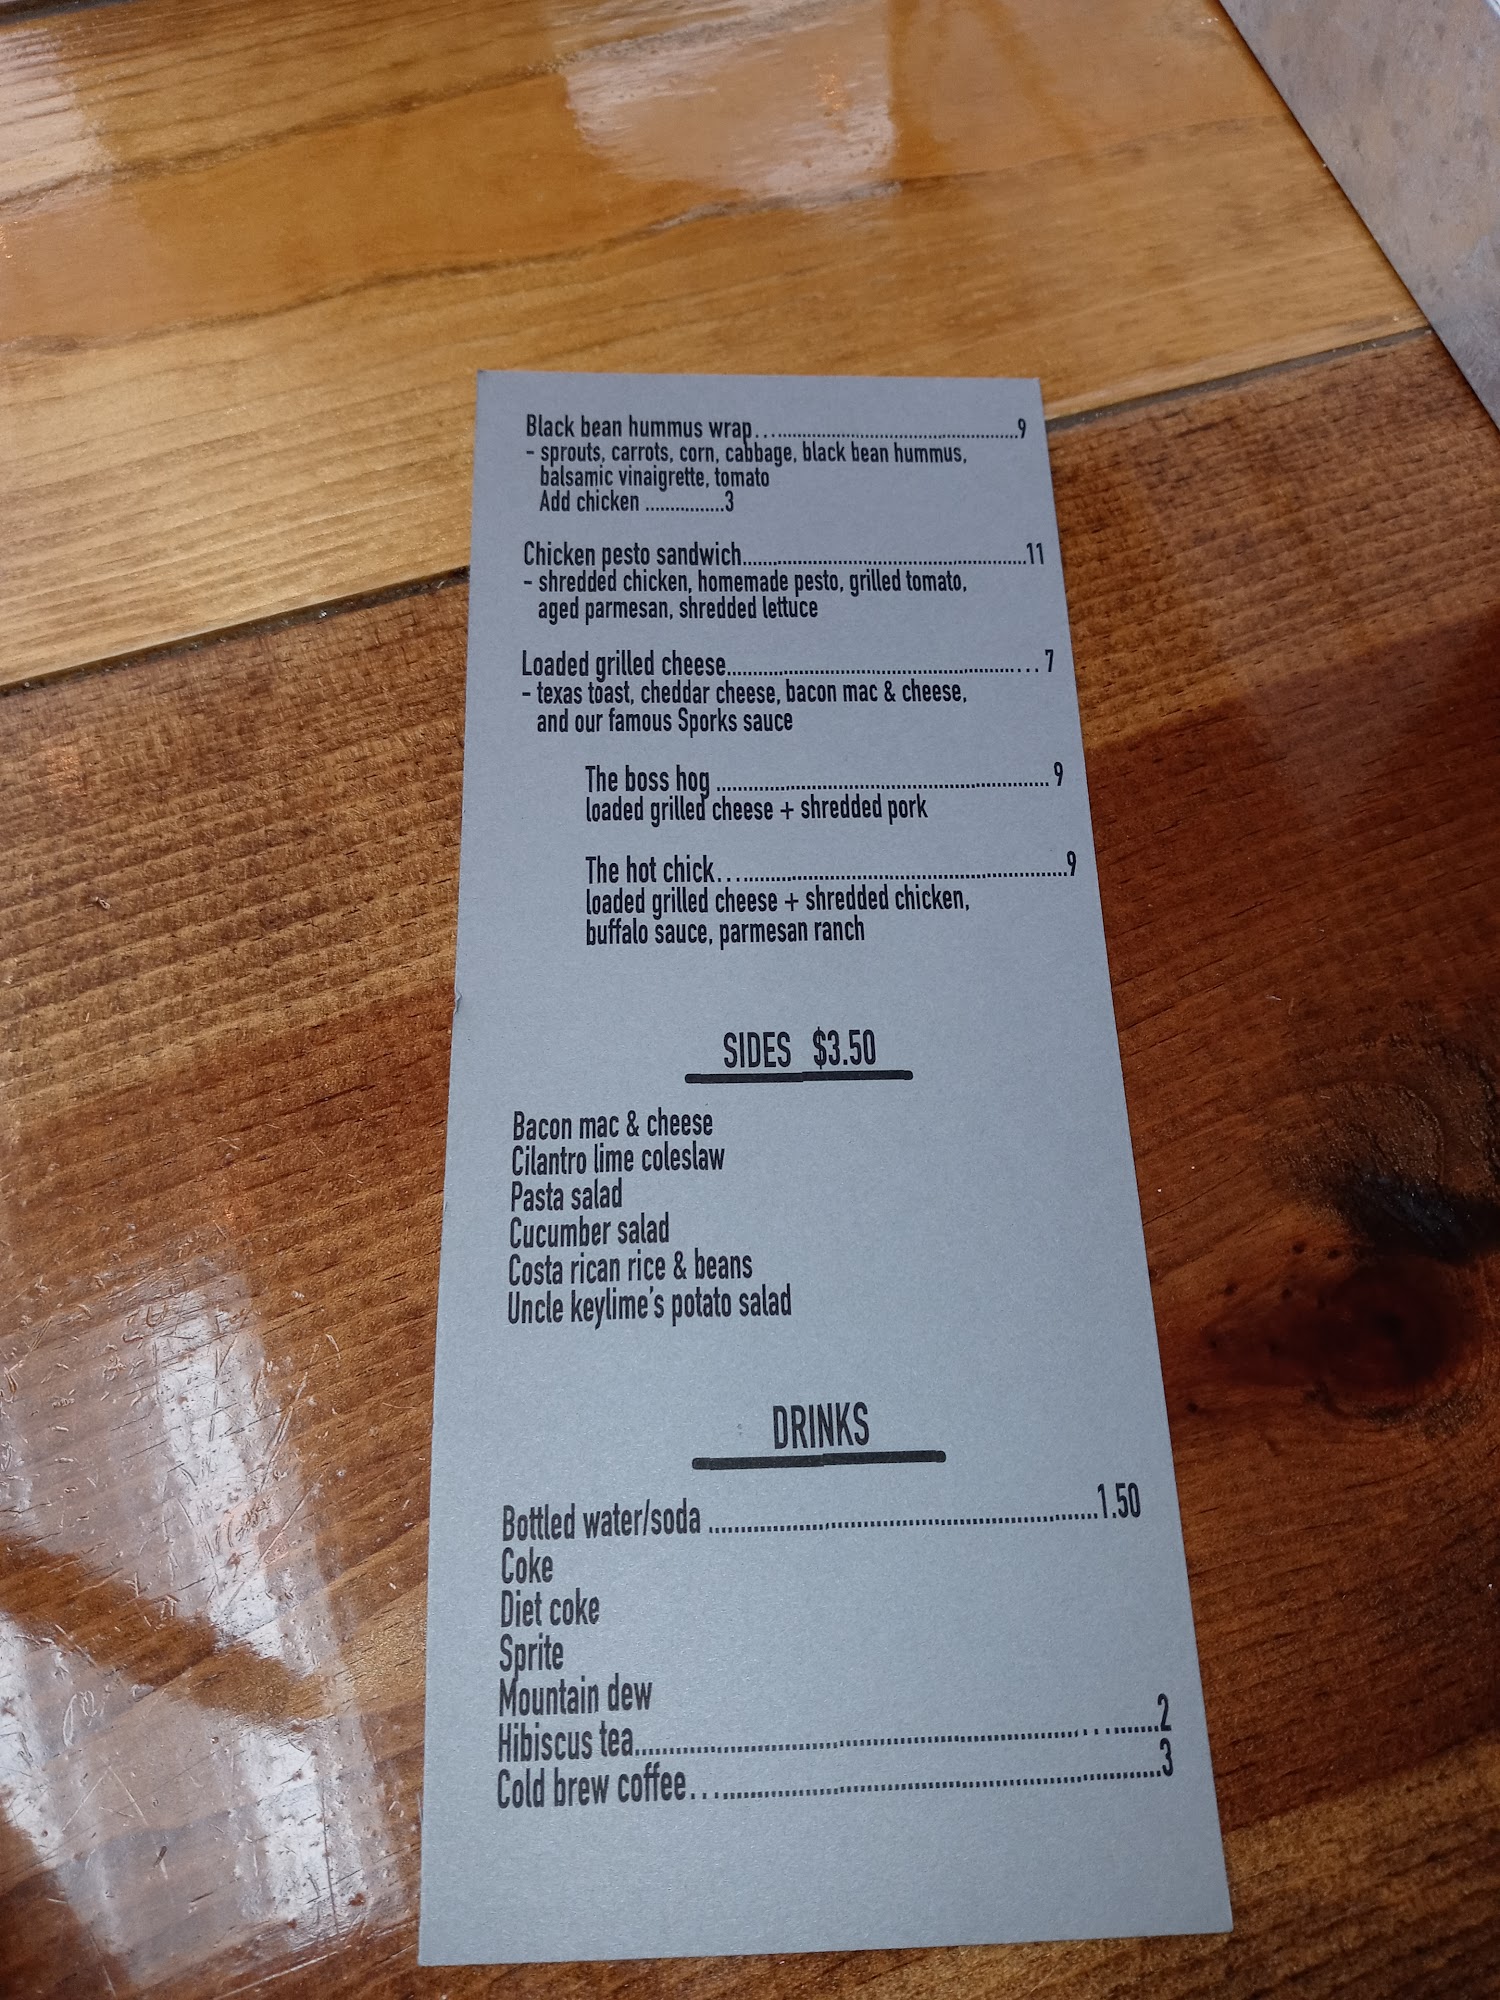 Black bean hummus wrap.............................................9
- sprouts, carrots, corn, cabbage, black bean hummus,
balsamic vinaigrette, tomato
Add chicken ................3
Chicken pesto sandwich.....................................................11
- shredded chicken, homemade pesto, grilled tomato,
aged parmesan, shredded lettuce
Loaded grilled cheese.........................................................7
- texas toast, cheddar cheese, bacon mac & cheese,
and our famous Sporks sauce
The boss hog ..........................................................9
loaded grilled cheese + shredded pork
The hot chick..........................................................9
loaded grilled cheese + shredded chicken,
buffalo sauce, parmesan ranch
SIDES $3.50
Bacon mac & cheese
Cilantro lime coleslaw
Pasta salad
Cucumber salad
Costa rican rice & beans
Uncle keylime's potato salad
DRINKS
Bottled water/soda ..........................................................1.50
Coke
Diet coke
Sprite
Mountain dew
Hibiscus tea..........................................................................2
Cold brew coffee..................................................................3